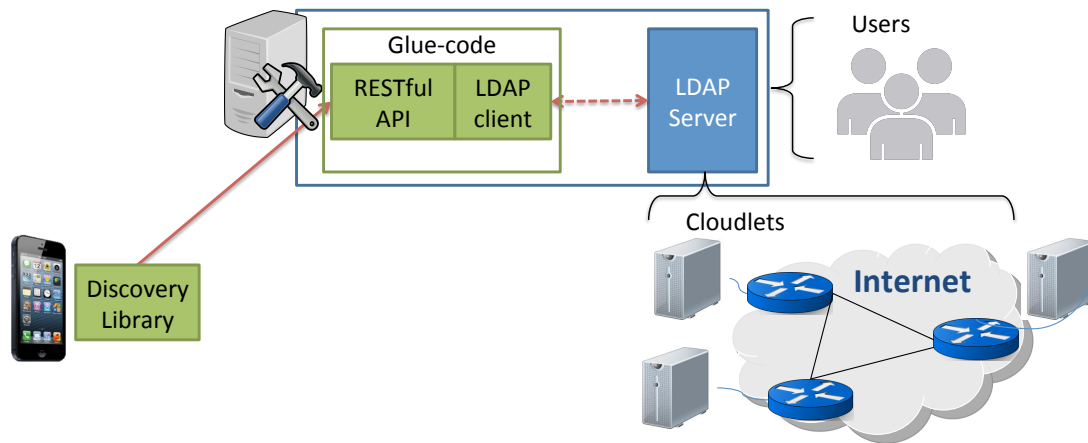 Users
Glue-code
RESTful
API
LDAP
client
LDAP
Server
Cloudlets
Internet
Discovery
Library